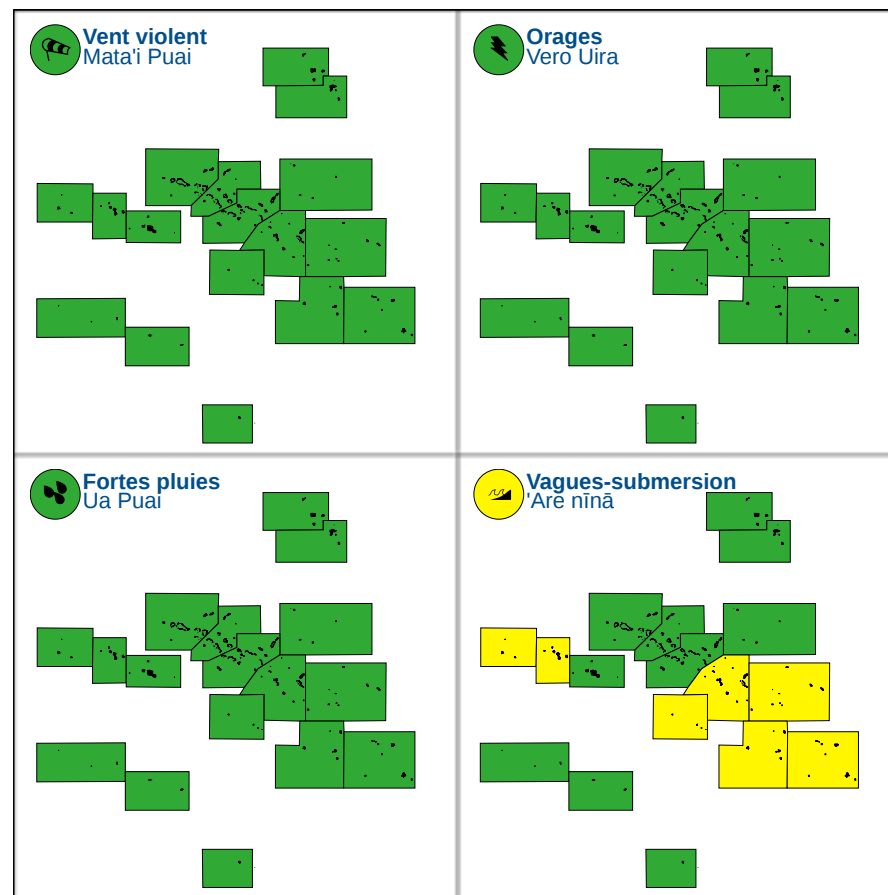 Vent violent
Mata'i Puai
Orages
Vero Uira
Fortes pluies
Ua Puai
Vagues-submersion
'Are nīnā